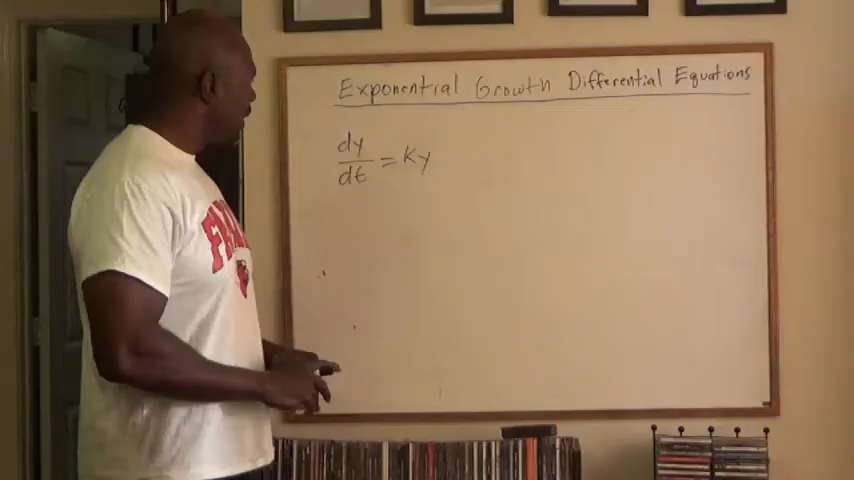 Exponential Growth Differential Equations
dy/dt = ky